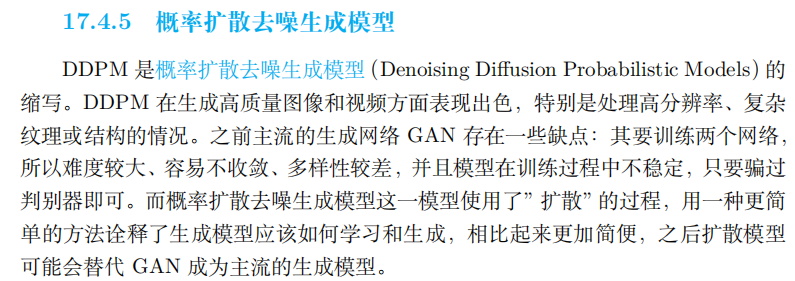 17.4.5 概率扩散去噪生成模型
DDPM 是概率扩散去噪生成模型 (Denoising Diffusion Probabilistic Models) 的
缩写。DDPM 在生成高质量图像和视频方面表现出色，特别是处理高分辨率、复杂
纹理或结构的情况。之前主流的生成网络 GAN 存在一些缺点：其要训练两个网络，
所以难度较大、容易不收敛、多样性较差，并且模型在训练过程中不稳定，只要骗过
判别器即可。而概率扩散去噪生成模型这一模型使用了” 扩散” 的过程，用一种更简
单的方法诠释了生成模型应该如何学习和生成，相比起来更加简便，之后扩散模型
可能会替代 GAN 成为主流的生成模型。